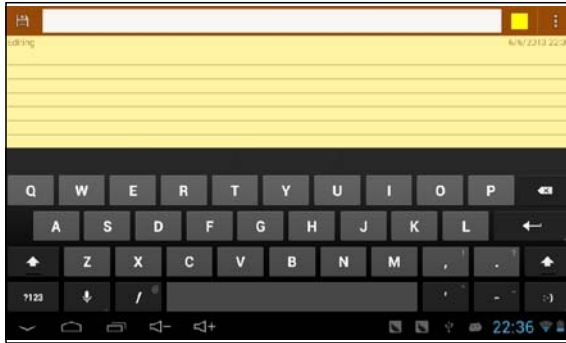 Editing
Q W E R T Y U I O P
A S D F G H J K L
Z X C V B N M , ! . ?
?123 / @ ' - :-)
22:36